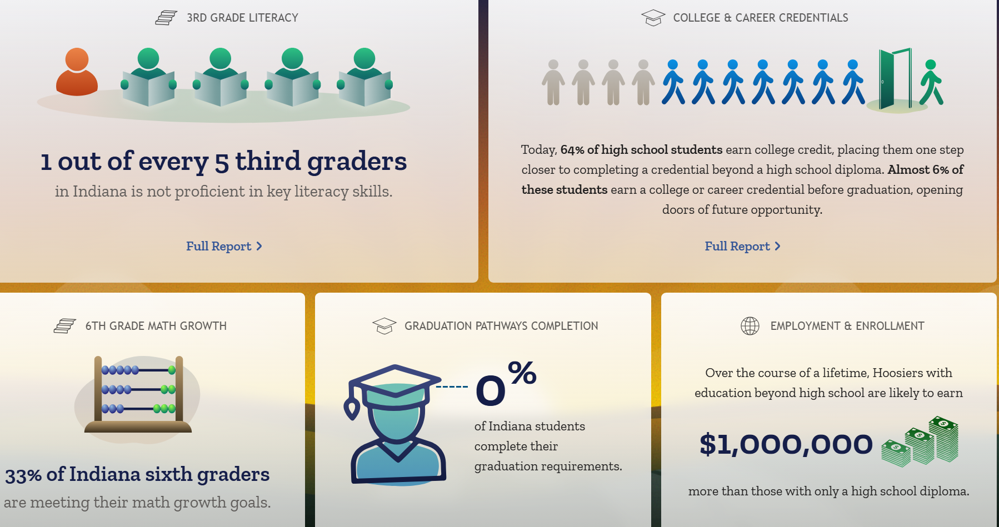 3RD GRADE LITERACY
1 out of every 5 third graders
in Indiana is not proficient in key literacy skills.
Full Report
COLLEGE & CAREER CREDENTIALS
Today, 64% of high school students earn college credit, placing them one step
closer to completing a credential beyond a high school diploma. Almost 6% of
these students earn a college or career credential before graduation, opening
doors of future opportunity.
Full Report
6TH GRADE MATH GROWTH
33% of Indiana sixth graders
are meeting their math growth goals.
GRADUATION PATHWAYS COMPLETION
0%
of Indiana students
complete their
graduation requirements.
EMPLOYMENT & ENROLLMENT
Over the course of a lifetime, Hoosiers with
education beyond high school are likely to earn
$1,000,000
more than those with only a high school diploma.